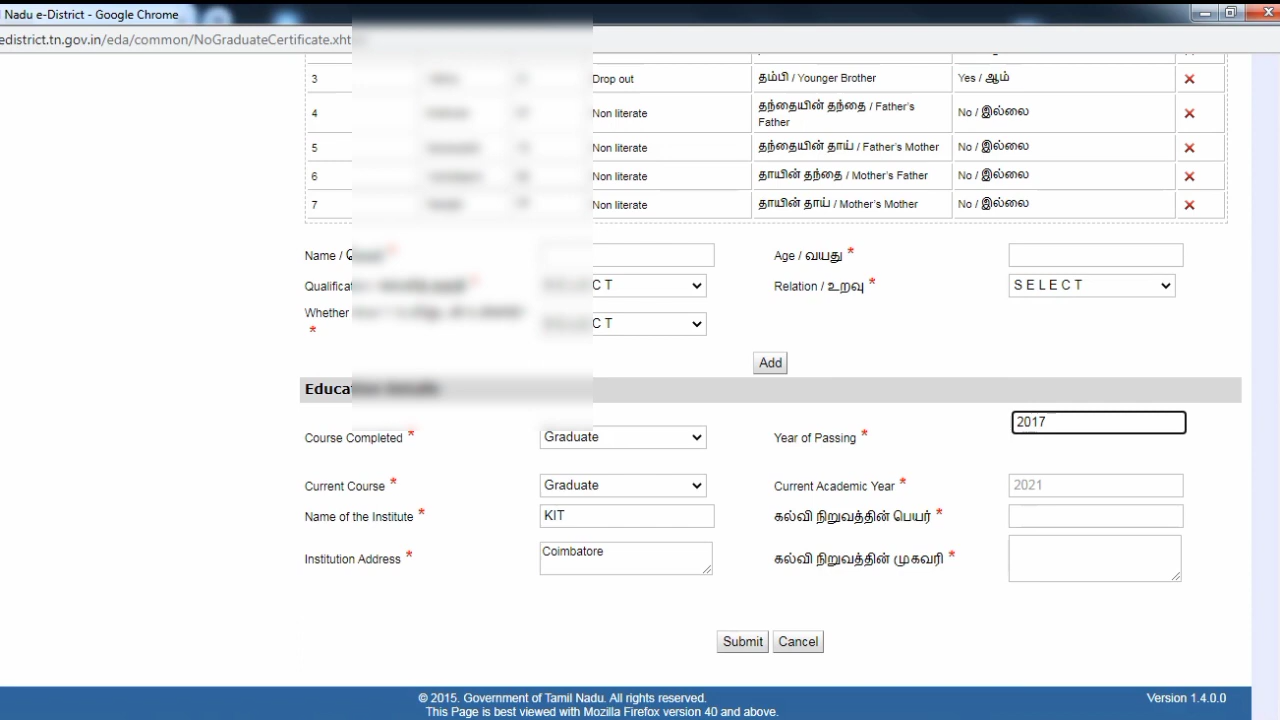 Nadu e-District - Google Chrome
edistrict.tn.gov.in/eda/common/NoGraduateCertificate.xht
3 Drop out தம்பி / Younger Brother Yes / ஆம்
4 Non literate தந்தையின் தந்தை / Father's Father No / இல்லை
5 Non literate தந்தையின் தாய் / Father's Mother No / இல்லை
6 Non literate தாயின் தந்தை / Mother's Father No / இல்லை
7 Non literate தாயின் தாய் / Mother's Mother No / இல்லை
Name / Age / வயது *
Relation / உறவு * SELECT
Whether
*
Add
Course Completed * Graduate Year of Passing * 2017
Current Course * Graduate Current Academic Year * 2021
Name of the Institute * KIT கல்வி நிறுவத்தின் பெயர் *
Institution Address * Coimbatore கல்வி நிறுவத்தின் முகவரி *
Submit Cancel
© 2015. Government of Tamil Nadu. All rights reserved. Version 1.4.0.0
This Page is best viewed with Mozilla Firefox version 40 and above.